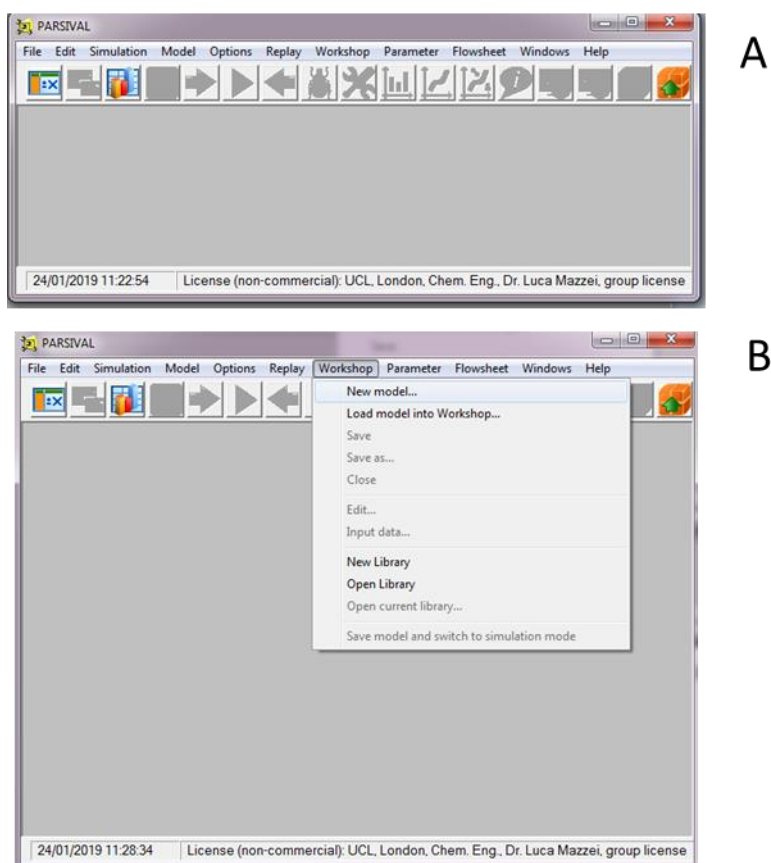 PARSIVAL
File Edit Simulation Model Options Replay Workshop Parameter Flowsheet Windows Help
A
24/01/2019 11:22:54 License (non-commercial): UCL, London, Chem. Eng., Dr. Luca Mazzei, group license
PARSIVAL
B
File Edit Simulation Model Options Replay Workshop Parameter Flowsheet Windows Help
New model...
Load model into Workshop...
Save
Save as...
Close
Edit...
Input data...
New Library
Open Library
Open current library...
Save model and switch to simulation mode
24/01/2019 11:28:34 License (non-commercial): UCL, London, Chem. Eng., Dr. Luca Mazzei, group license